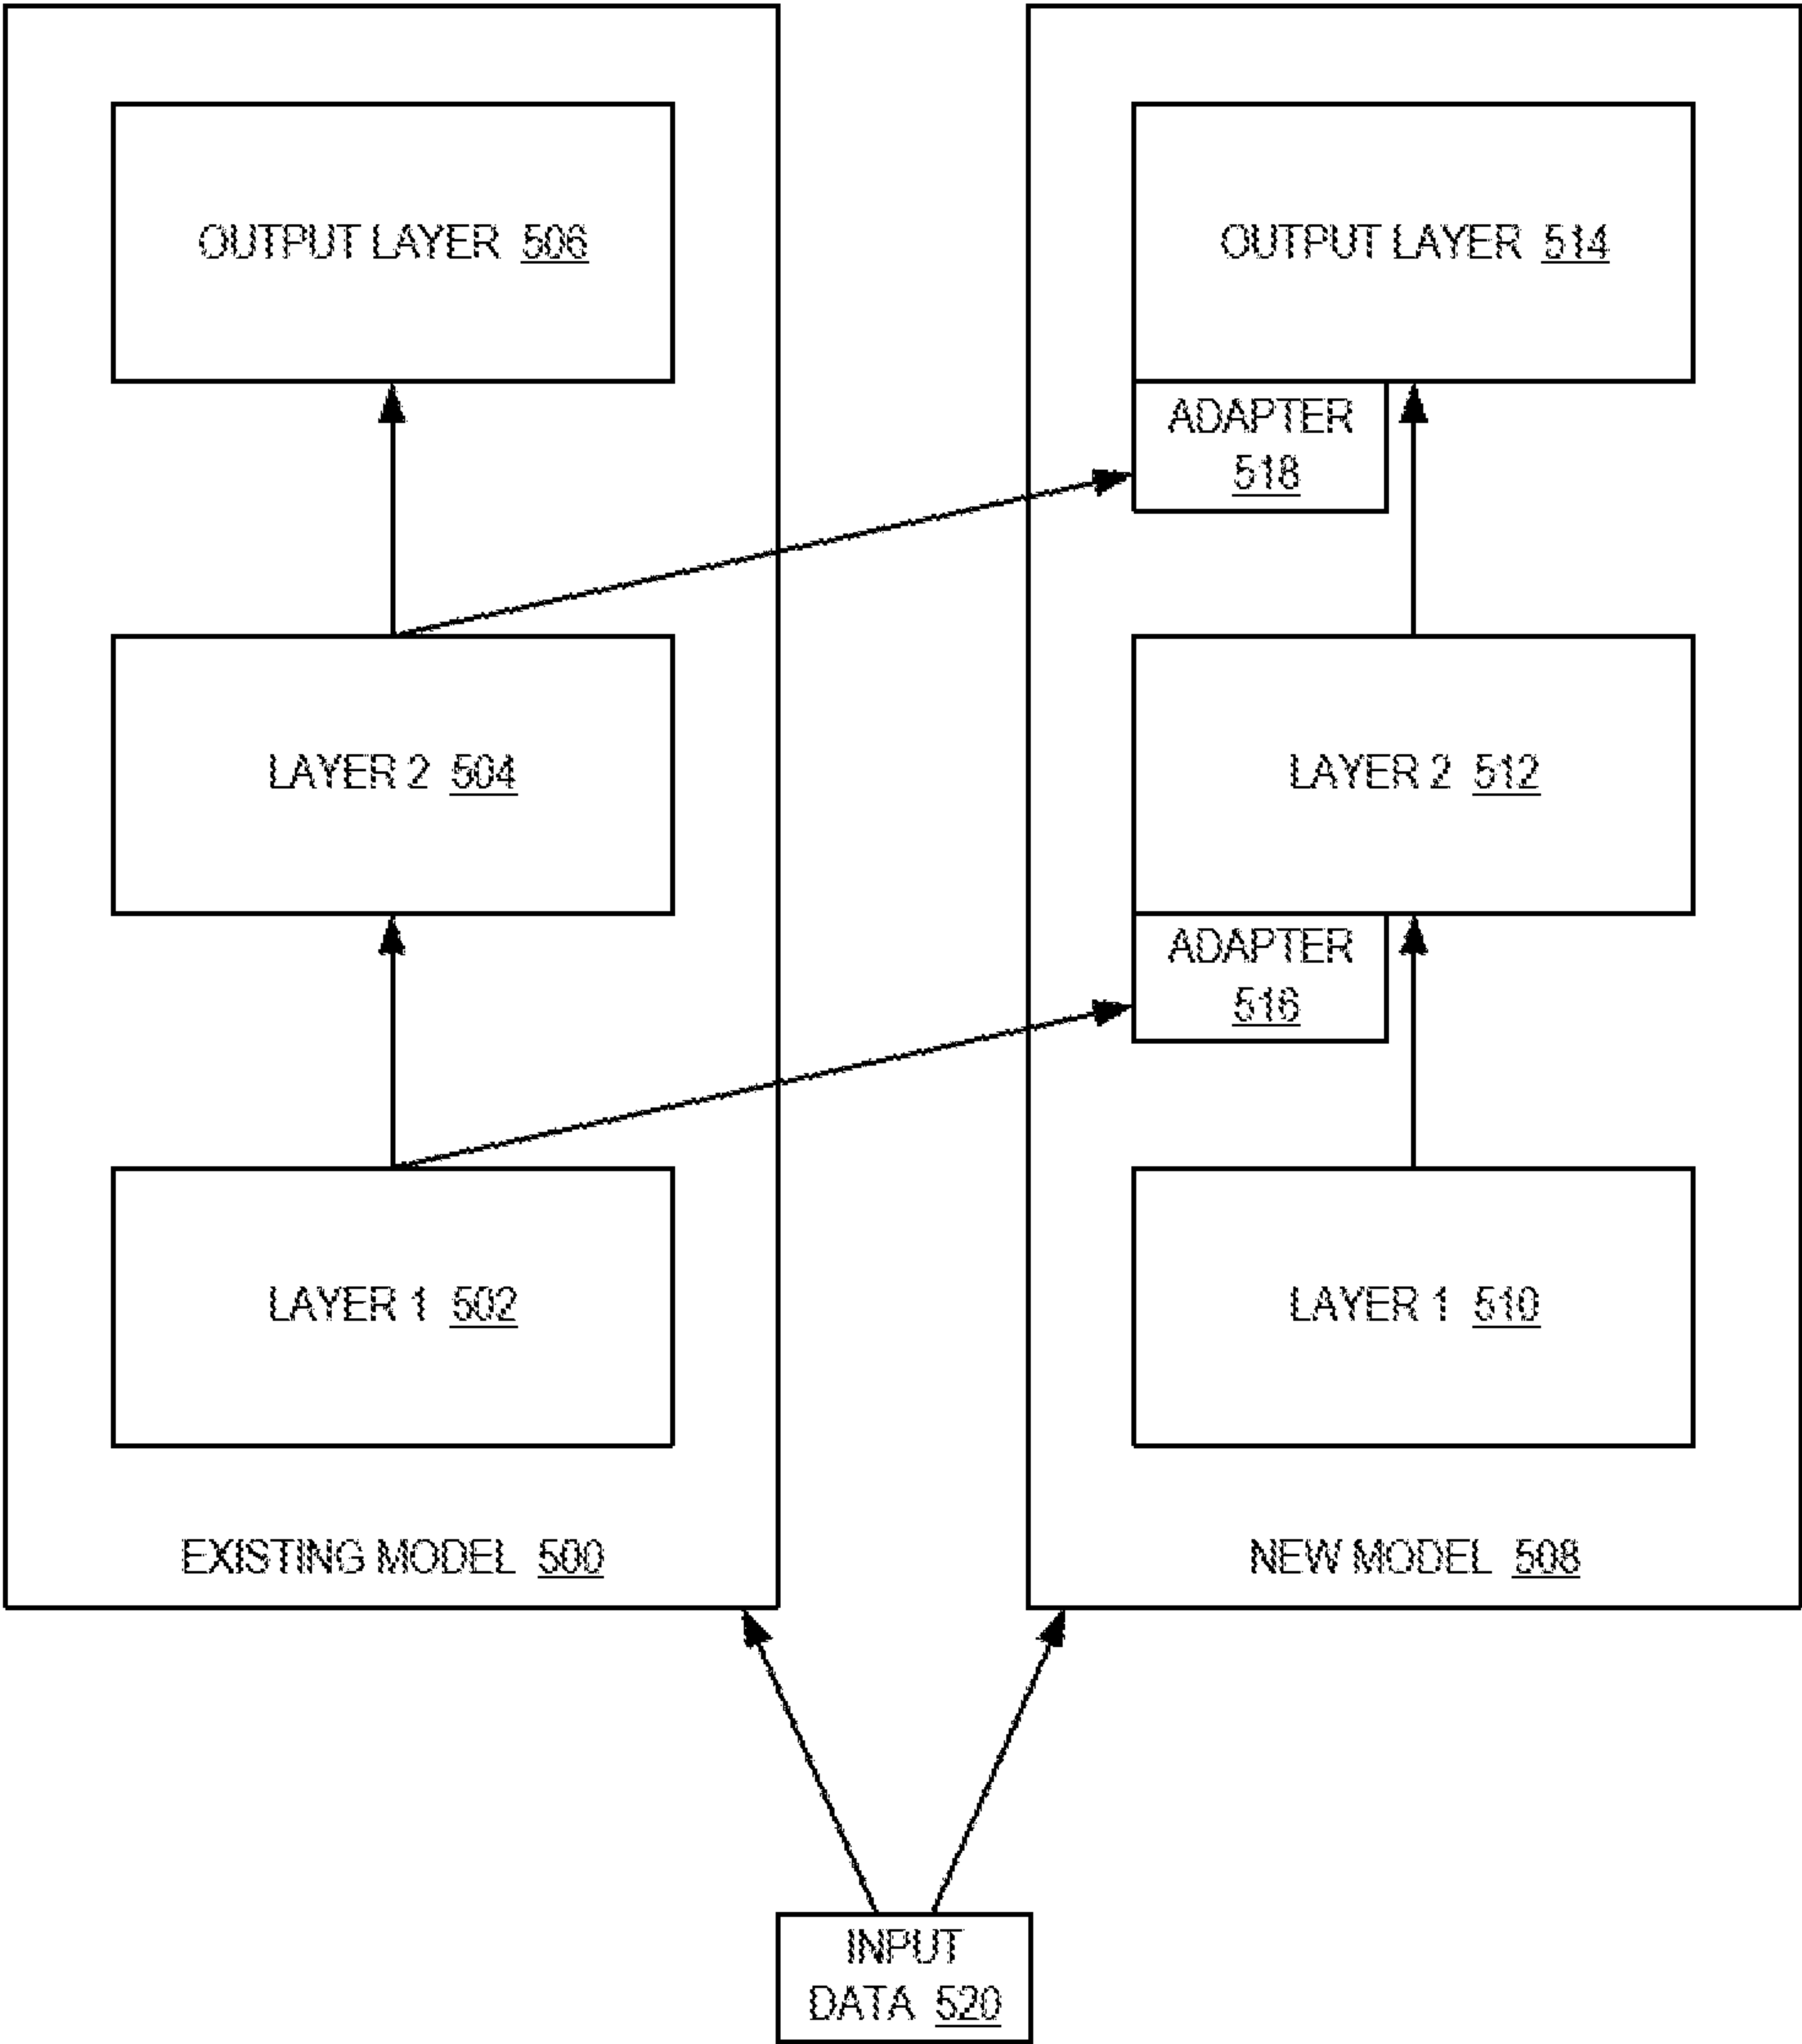 OUTPUT LAYER 506
OUTPUT LAYER 514
ADAPTER
518
LAYER 2 504
LAYER 2 512
ADAPTER
516
LAYER 1 502
LAYER 1 510
EXISTING MODEL 500
NEW MODEL 508
INPUT
DATA 520